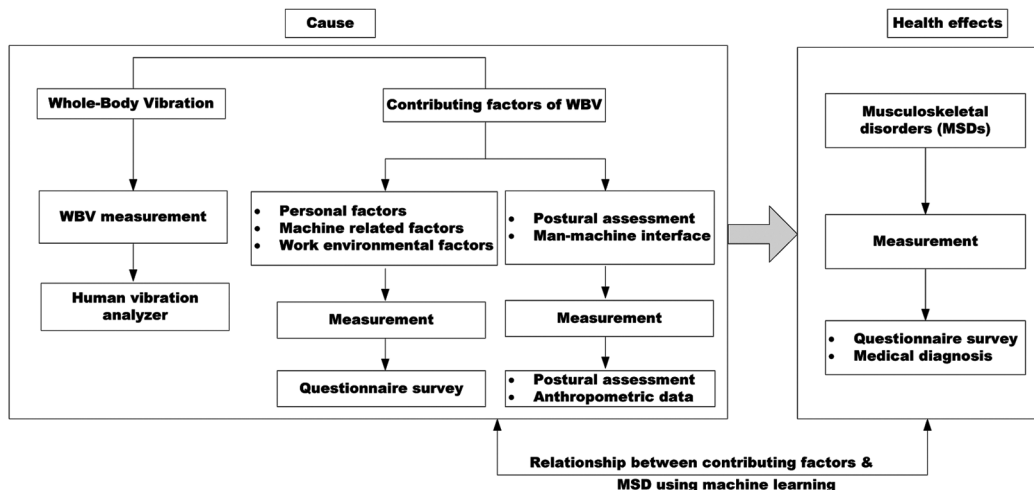 Cause
Health effects
Whole-Body Vibration
Contributing factors of WBV
WBV measurement
Human vibration
analyzer
• Personal factors
• Machine related factors
• Work environmental factors
Measurement
Questionnaire survey
• Postural assessment
• Man-machine interface
Measurement
• Postural assessment
• Anthropometric data
Musculoskeletal
disorders (MSDs)
Measurement
• Questionnaire survey
• Medical diagnosis
Relationship between contributing factors &
MSD using machine learning